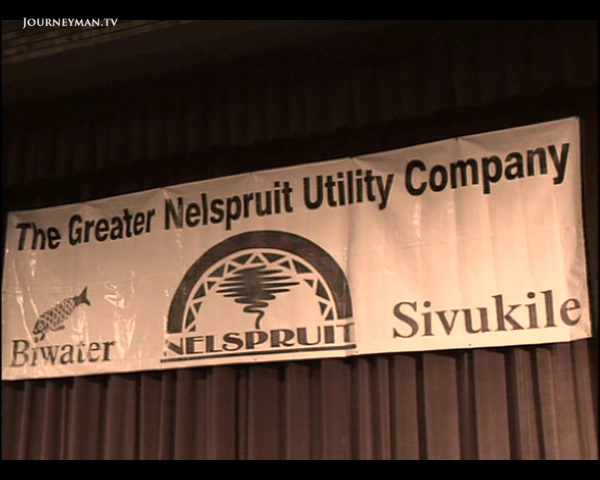 JOURNEYMAN.TV
The Greater Nelspruit Utility Company
Biwater
NELSPRUIT
Sivukile